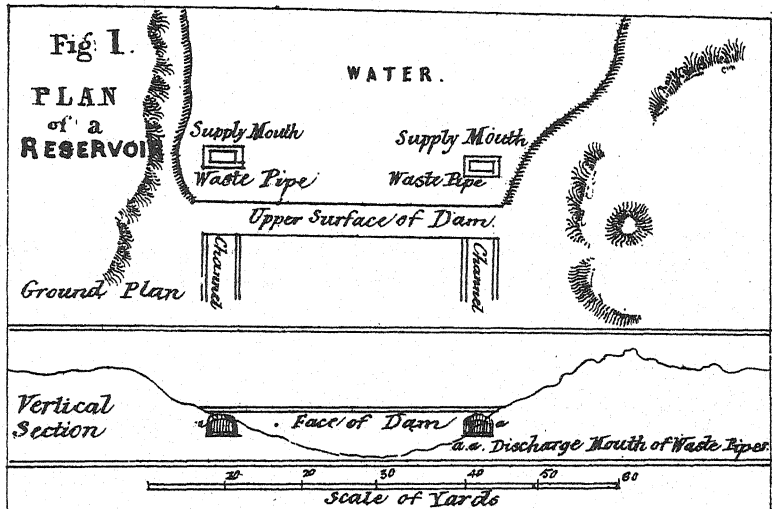 Fig: 1.
PLAN
of a
RESERVOIR
WATER.
Supply Mouth
Waste Pipe
Supply Mouth
Waste Pipe
Upper Surface of Dam.
Channel
Channel
Ground Plan
Vertical
Section
a
Face of Dam
a
a.a. Discharge Mouth of Waste Pipes.
10 20 30 40 50 60
Scale of Yards